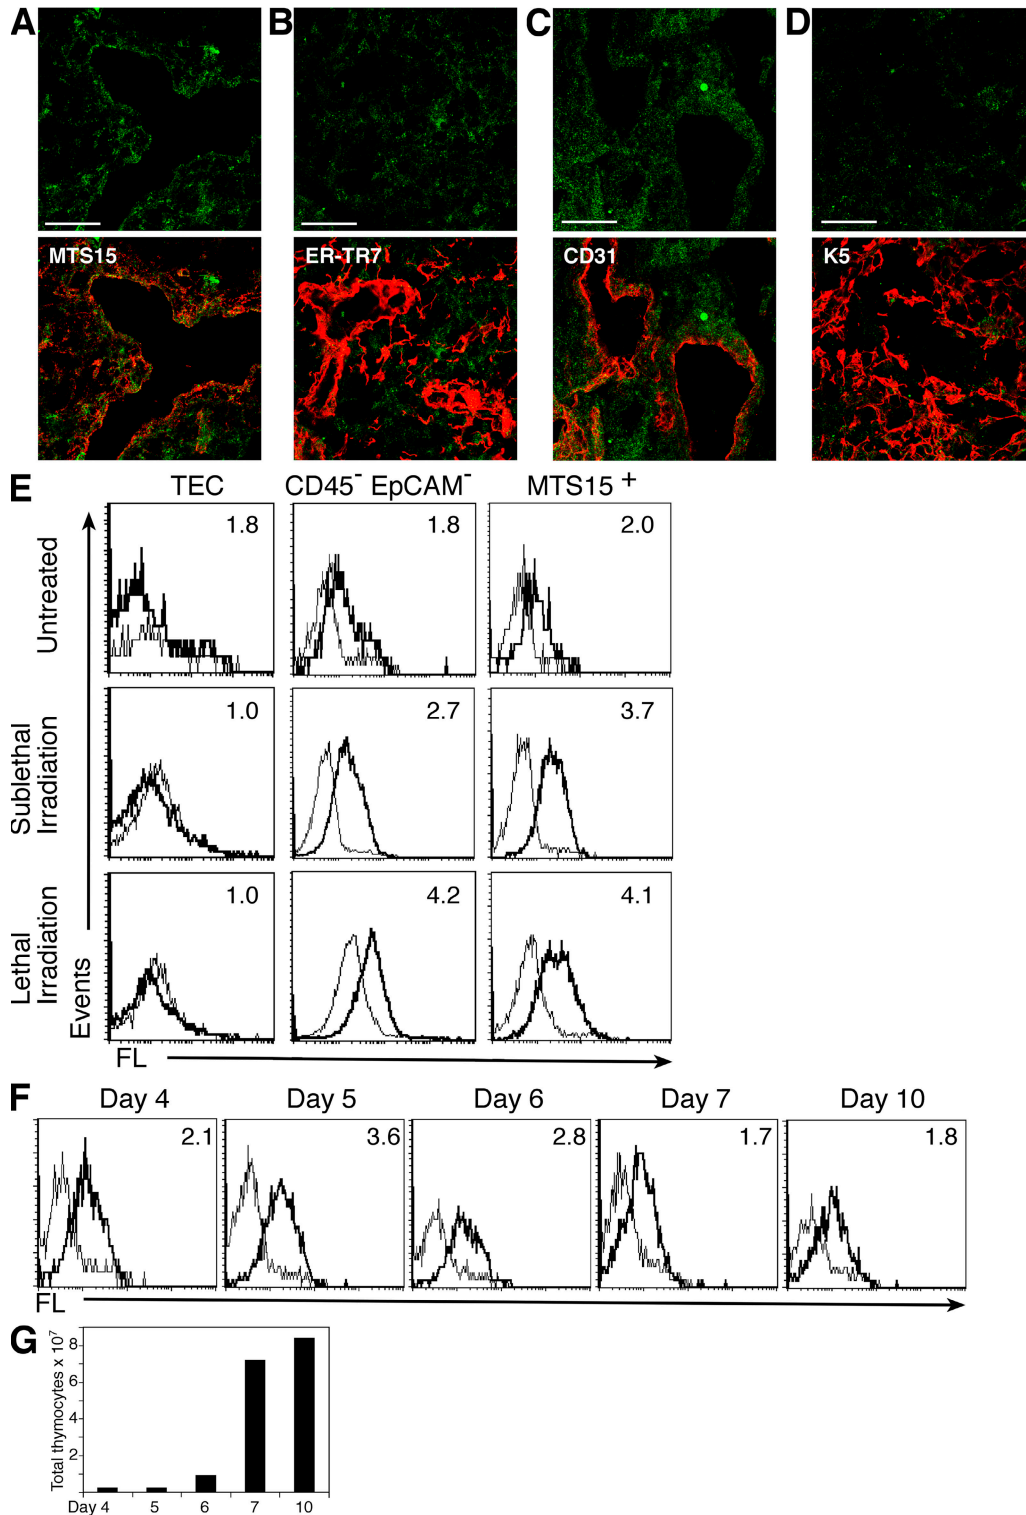 A B C D
MTS15 ER-TR7 CD31 K5
E TEC CD45⁻ EpCAM⁻ MTS15⁺
Untreated
1.8 1.8 2.0
Sublethal
Irradiation
1.0 2.7 3.7
Lethal
Irradiation
1.0 4.2 4.1
Events
FL
F Day 4 Day 5 Day 6 Day 7 Day 10
2.1 3.6 2.8 1.7 1.8
FL
G
Total thymocytes x 10⁷
8
6
4
2
Day 4 5 6 7 10